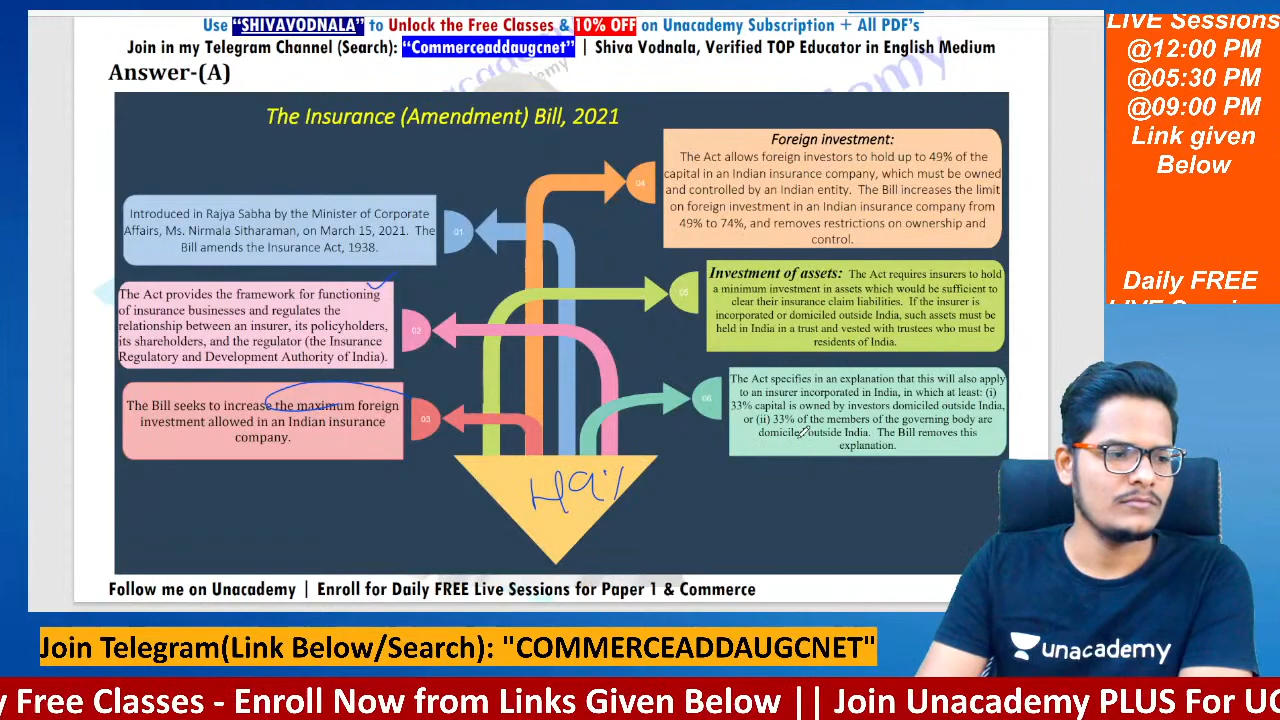 Use “SHIVAVODNALA” to Unlock the Free Classes & 10% OFF on Unacademy Subscription + All PDF’s
Join in my Telegram Channel (Search): “Commerceaddaugcnet” | Shiva Vodnala, Verified TOP Educator in English Medium
Answer-(A)
The Insurance (Amendment) Bill, 2021
01
Introduced in Rajya Sabha by the Minister of Corporate
Affairs, Ms. Nirmala Sitharaman, on March 15, 2021. The
Bill amends the Insurance Act, 1938.
02
The Act provides the framework for functioning
of insurance businesses and regulates the
relationship between an insurer, its policyholders,
its shareholders, and the regulator (the Insurance
Regulatory and Development Authority of India).
03
The Bill seeks to increase the maximum foreign
investment allowed in an Indian insurance
company.
04
Foreign investment:
The Act allows foreign investors to hold up to 49% of the
capital in an Indian insurance company, which must be owned
and controlled by an Indian entity. The Bill increases the limit
on foreign investment in an Indian insurance company from
49% to 74%, and removes restrictions on ownership and
control.
05
Investment of assets: The Act requires insurers to hold
a minimum investment in assets which would be sufficient to
clear their insurance claim liabilities. If the insurer is
incorporated or domiciled outside India, such assets must be
held in India in a trust and vested with trustees who must be
residents of India.
06
The Act specifies in an explanation that this will also apply
to an insurer incorporated in India, in which at least: (i)
33% capital is owned by investors domiciled outside India,
or (ii) 33% of the members of the governing body are
domiciled outside India. The Bill removes this
explanation.
49%
Follow me on Unacademy | Enroll for Daily FREE Live Sessions for Paper 1 & Commerce
LIVE Sessions
@12:00 PM
@05:30 PM
@09:00 PM
Link given
Below
Daily FREE
unacademy
Join Telegram(Link Below/Search): "COMMERCEADDAUGCNET"
Free Classes - Enroll Now from Links Given Below || Join Unacademy PLUS For